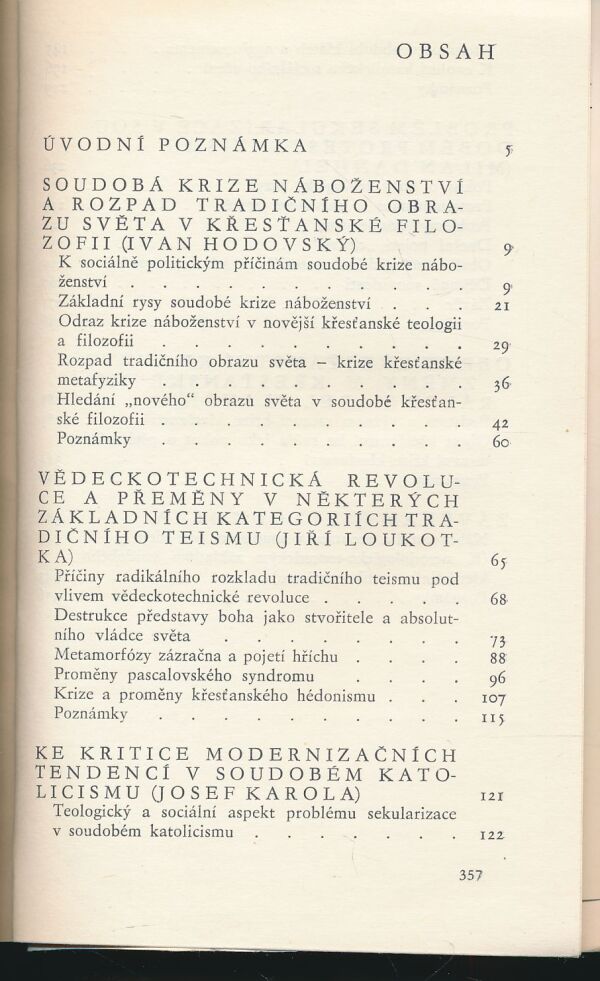 OBSAH
ÚVODNÍ POZNÁMKA 5
SOUDOBÁ KRIZE NÁBOŽENSTVÍ
A ROZPAD TRADIČNÍHO OBRA-
ZU SVĚTA V KŘESŤANSKÉ FILO-
ZOFII (IVAN HODOVSKÝ) 9
K sociálně politickým příčinám soudobé krize nábo-
ženství . . . . . . . . . . 9
Základní rysy soudobé krize náboženství . . . 21
Odraz krize náboženství v novější křesťanské teologii
a filozofii . . . . . . . . . 29
Rozpad tradičního obrazu světa – krize křesťanské
metafyziky . . . . . . . . . 36
Hledání „nového“ obrazu světa v soudobé křesťan-
ské filozofii . . . . . . . . . 42
Poznámky . . . . . . . . . 60
VĚDECKOTECHNICKÁ REVOLU-
CE A PŘEMĚNY V NĚKTERÝCH
ZÁKLADNÍCH KATEGORIÍCH TRA-
DIČNÍHO TEISMU (JIŘÍ LOUKOT-
KA) 65
Příčiny radikálního rozkladu tradičního teismu pod
vlivem vědeckotechnické revoluce . . . . . 68
Destrukce představy boha jako stvořitele a absolut-
ního vládce světa . . . . . . . 73
Metamorfózy zázračna a pojetí hříchu . . . . 88
Proměny pascalovského syndromu . . . . 96
Krize a proměny křesťanského hédonismu . . . 107
Poznámky . . . . . . . . . 115
KE KRITICE MODERNIZAČNÍCH
TENDENCÍ V SOUDOBÉM KATO-
LICISMU (JOSEF KAROLA) 121
Teologický a sociální aspekt problému sekularizace
v soudobém katolicismu . . . . . . 122
357